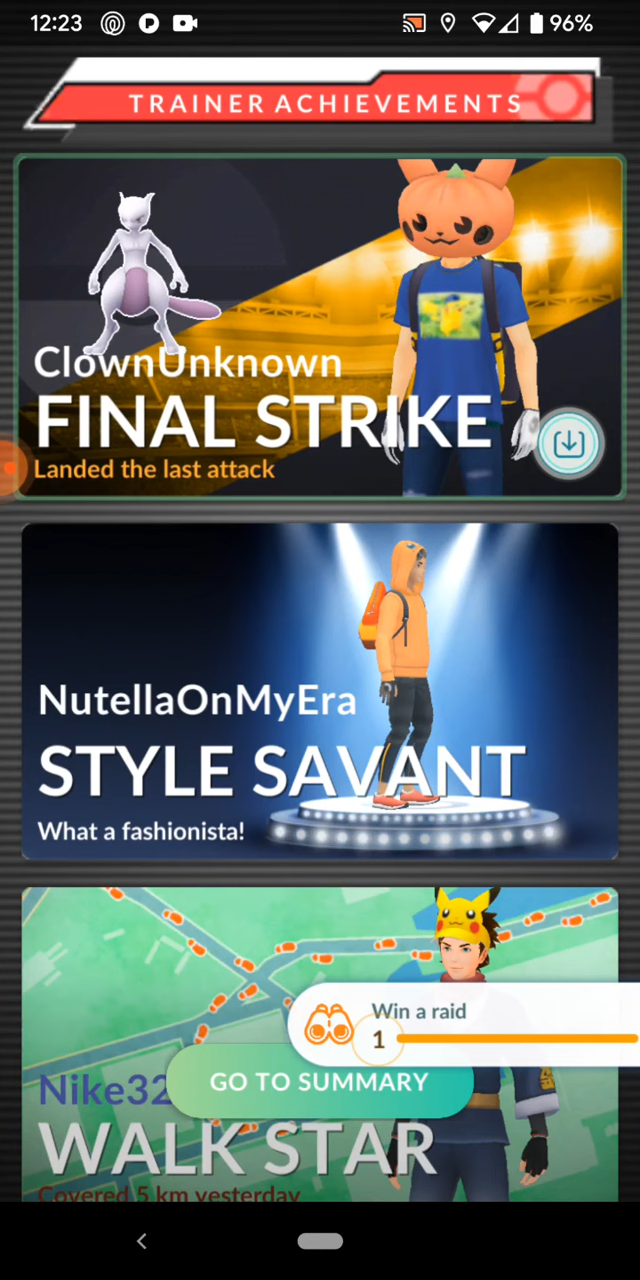 12:23
96%
TRAINER ACHIEVEMENTS
ClownUnknown
FINAL STRIKE
Landed the last attack
NutellaOnMyEra
STYLE SAVANT
What a fashionista!
Win a raid
1
GO TO SUMMARY
Nike32
WALK STAR
Covered 5 km yesterday